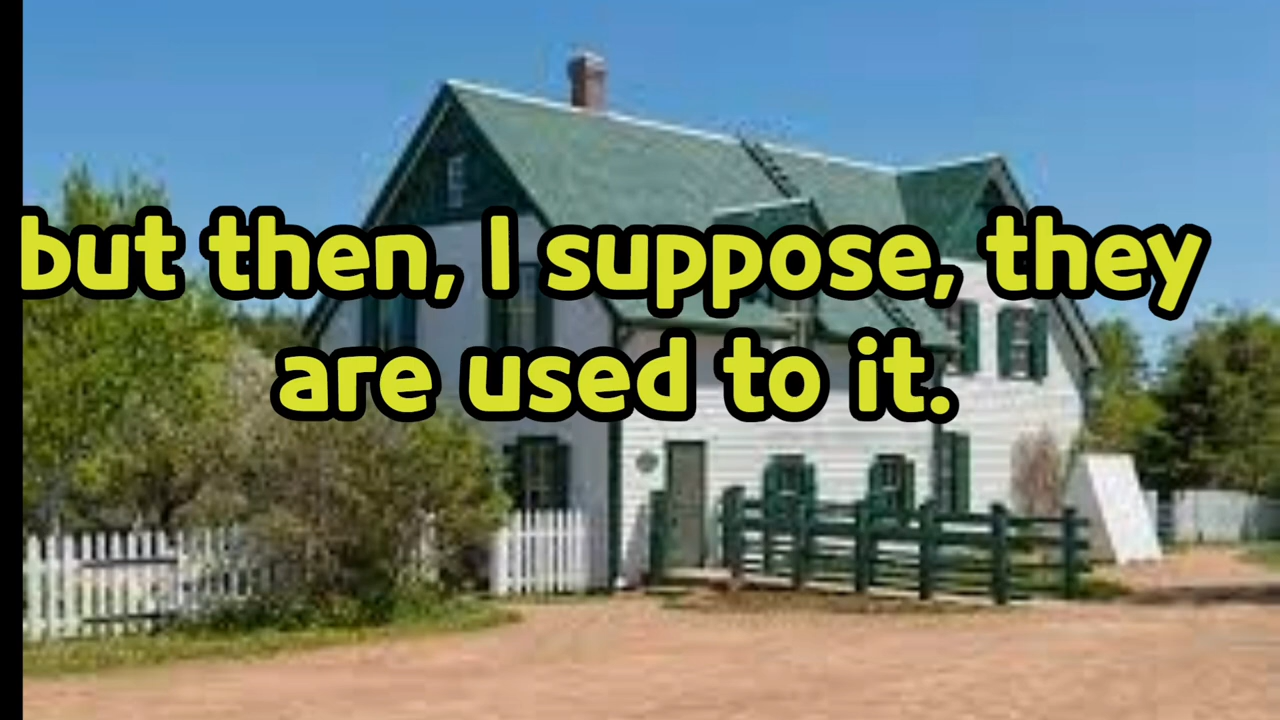 but then, I suppose, they
are used to it.